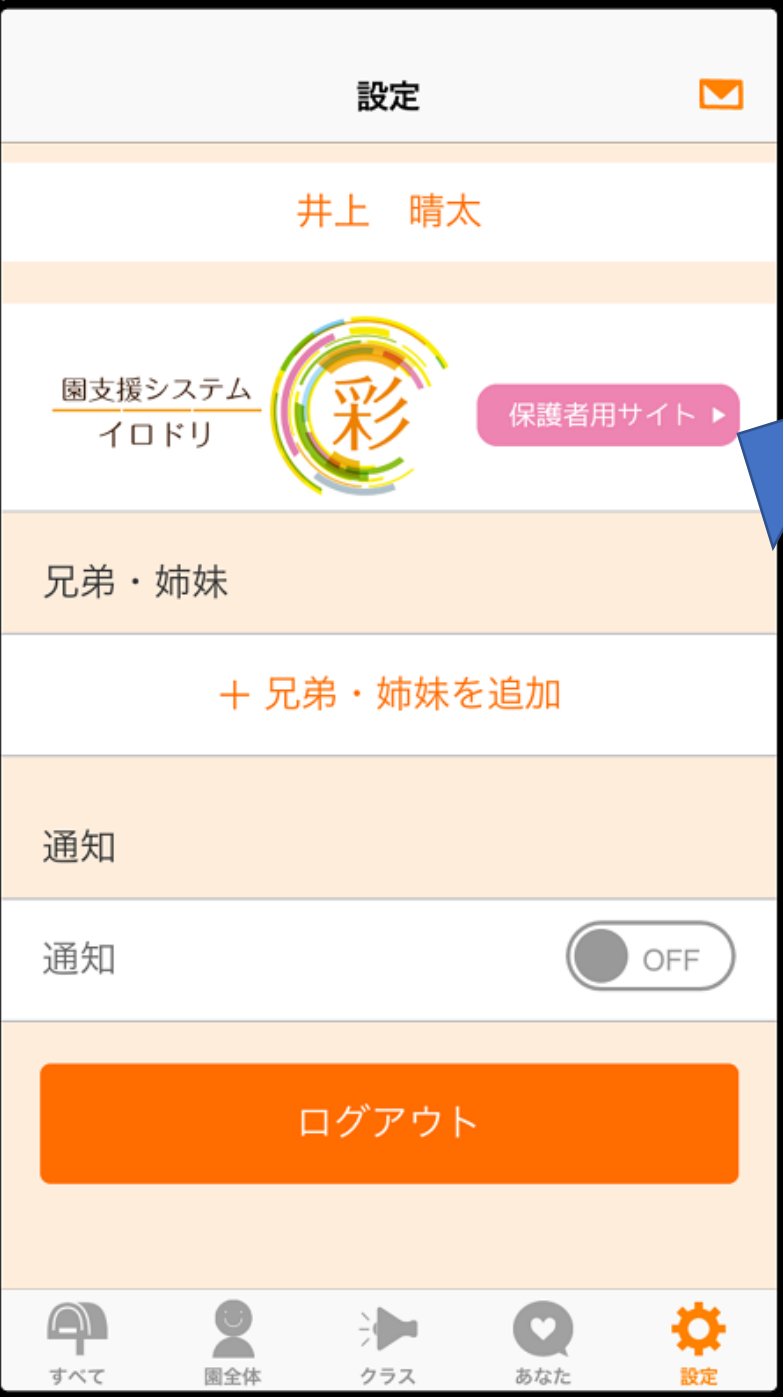 設定
井上　晴太
園支援システム
イロドリ
彩
保護者用サイト
兄弟・姉妹
＋ 兄弟・姉妹を追加
通知
通知
OFF
ログアウト
すべて
園全体
クラス
あなた
設定